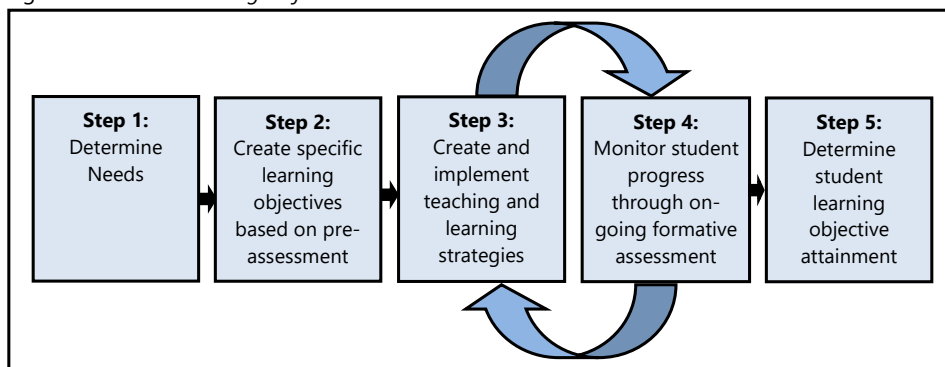 Step 1:
Determine
Needs
Step 2:
Create specific
learning
objectives
based on pre-
assessment
Step 3:
Create and
implement
teaching and
learning
strategies
Step 4:
Monitor student
progress
through on-
going formative
assessment
Step 5:
Determine
student
learning
objective
attainment